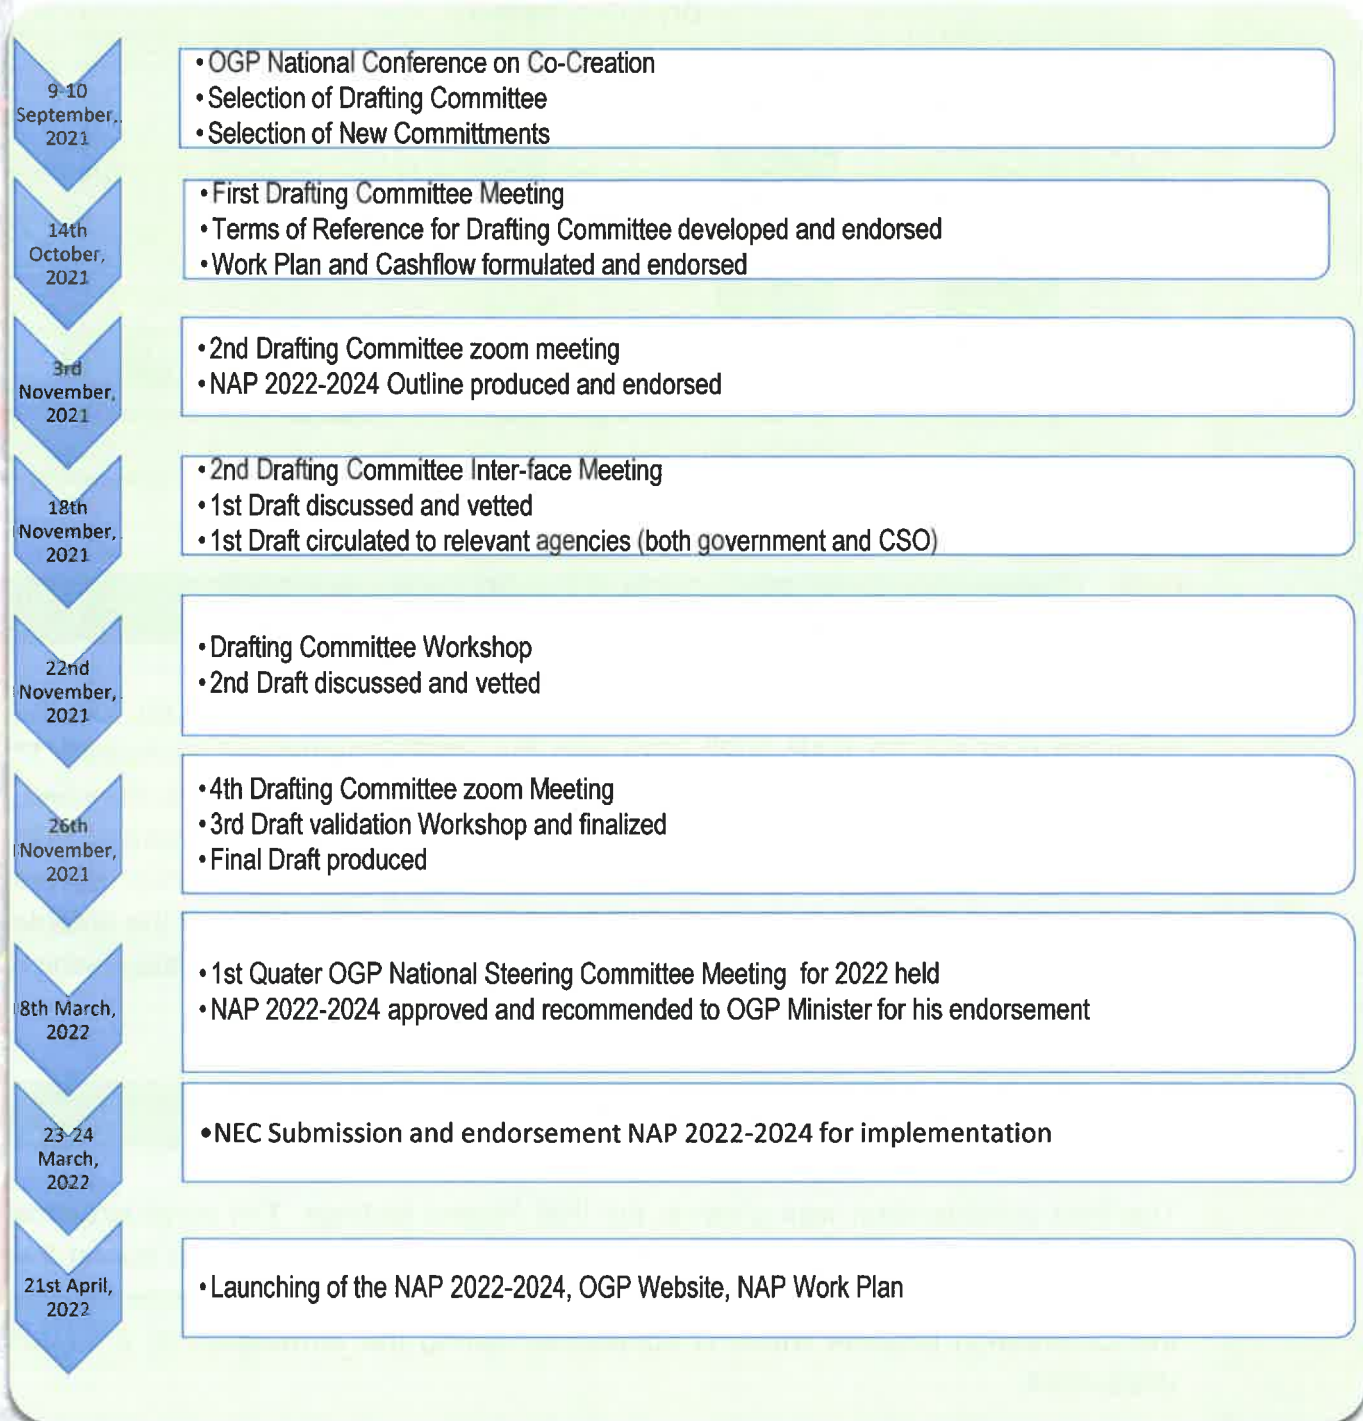 9-10
September,
2021
• OGP National Conference on Co-Creation
• Selection of Drafting Committee
• Selection of New Committments
14th
October,
2021
• First Drafting Committee Meeting
• Terms of Reference for Drafting Committee developed and endorsed
• Work Plan and Cashflow formulated and endorsed
3rd
November,
2021
• 2nd Drafting Committee zoom meeting
• NAP 2022-2024 Outline produced and endorsed
18th
November,
2021
• 2nd Drafting Committee Inter-face Meeting
• 1st Draft discussed and vetted
• 1st Draft circulated to relevant agencies (both government and CSO)
22nd
November,
2021
• Drafting Committee Workshop
• 2nd Draft discussed and vetted
26th
November,
2021
• 4th Drafting Committee zoom Meeting
• 3rd Draft validation Workshop and finalized
• Final Draft produced
8th March,
2022
• 1st Quater OGP National Steering Committee Meeting for 2022 held
• NAP 2022-2024 approved and recommended to OGP Minister for his endorsement
23-24
March,
2022
• NEC Submission and endorsement NAP 2022-2024 for implementation
21st April,
2022
• Launching of the NAP 2022-2024, OGP Website, NAP Work Plan